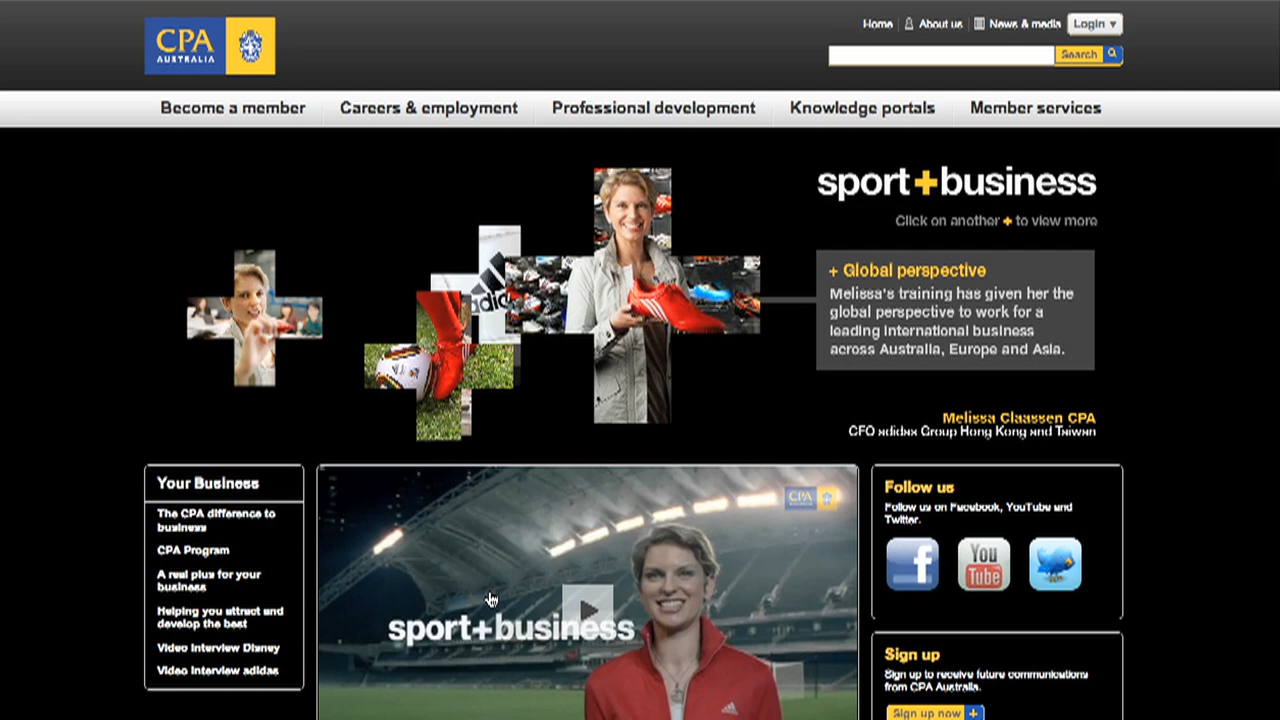 CPA
AUSTRALIA
Home
About us
News & media
Login
Search
Become a member
Careers & employment
Professional development
Knowledge portals
Member services
sport+business
Click on another + to view more
adidas
+ Global perspective
Melissa's training has given her the
global perspective to work for a
leading international business
across Australia, Europe and Asia.
Melissa Claassen CPA
CFO adidas Group Hong Kong and Taiwan
Your Business
The CPA difference to
business
CPA Program
A real plus for your
business
Helping you attract and
develop the best
Video Interview Disney
Video Interview adidas
CPA
sport+business
Follow us
Follow us on Facebook, YouTube and
Twitter.
f
You
Tube
Sign up
Sign up to receive future communications
from CPA Australia.
Sign up now +